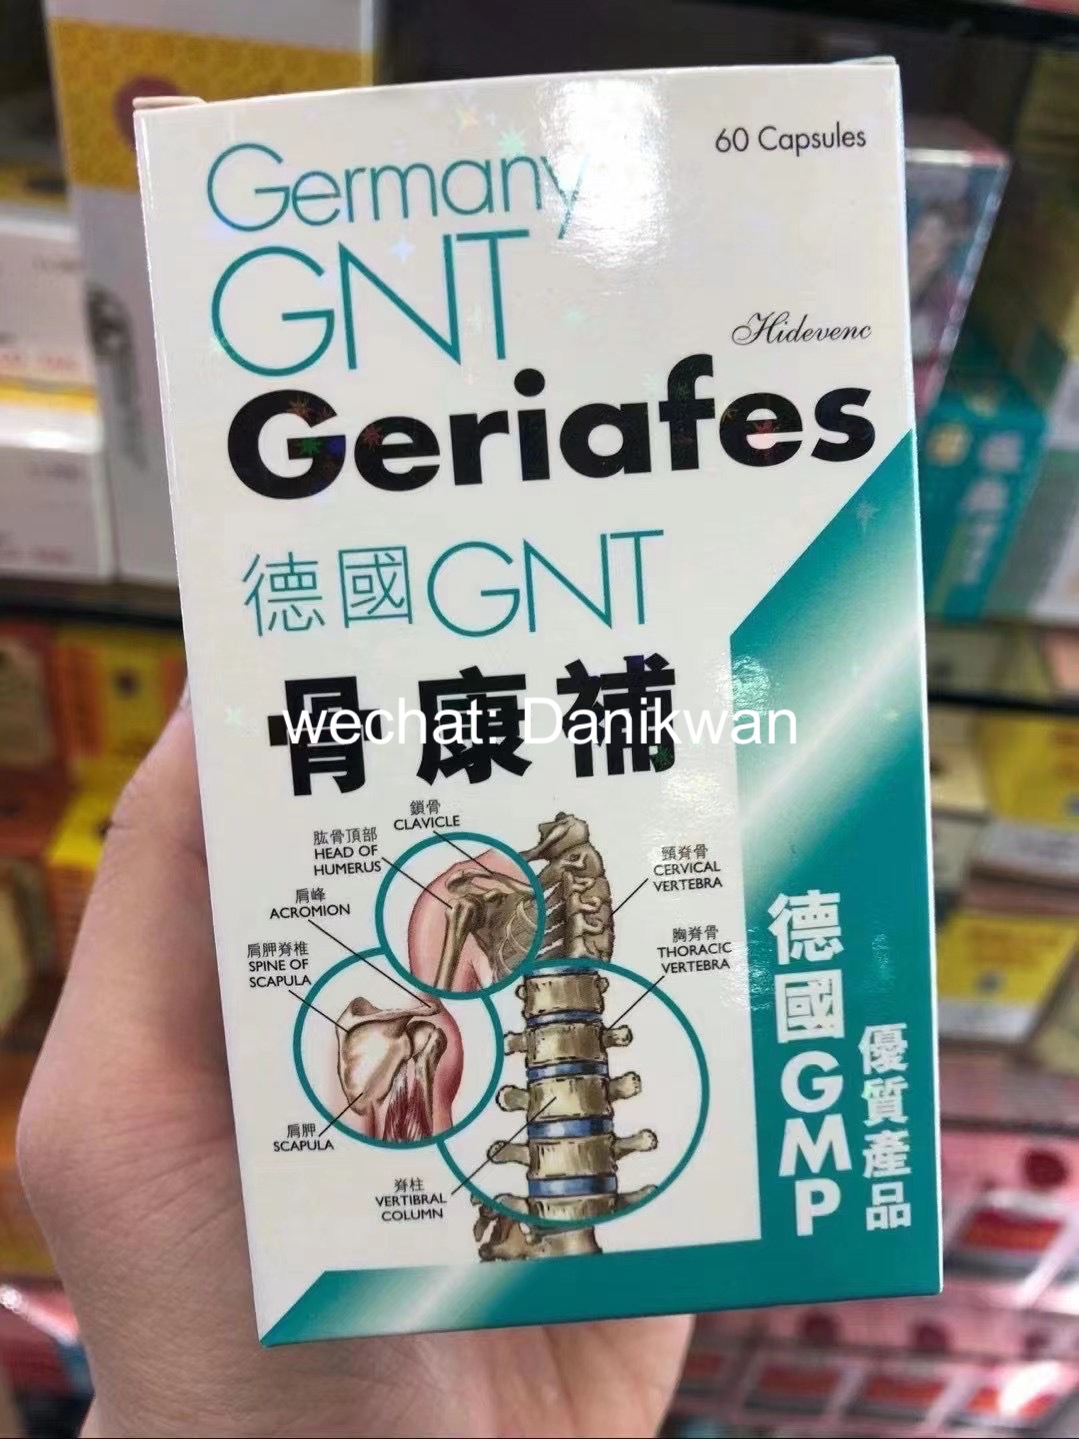 60 Capsules
Germany
GNT
Hidevenc
Geriafes
德國GNT
骨康補
wechat: Danikwan
鎖骨
CLAVICLE
肱骨頂部
HEAD OF
HUMERUS
肩峰
ACROMION
肩胛脊椎
SPINE OF
SCAPULA
頸脊骨
CERVICAL
VERTEBRA
胸脊骨
THORACIC
VERTEBRA
肩胛
SCAPULA
脊柱
VERTIBRAL
COLUMN
德國GMP
優質產品